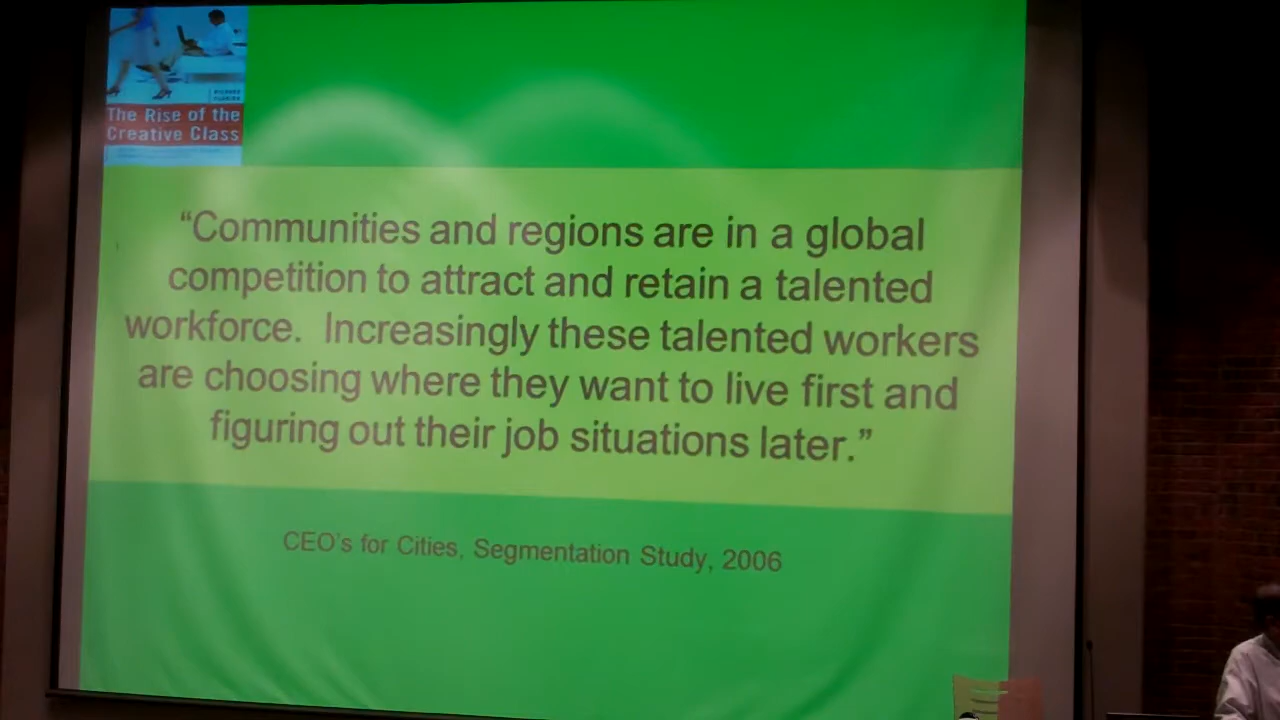 RICHARD
FLORIDA
The Rise of the
Creative Class
“Communities and regions are in a global
competition to attract and retain a talented
workforce.  Increasingly these talented workers
are choosing where they want to live first and
figuring out their job situations later.”
CEO's for Cities, Segmentation Study, 2006